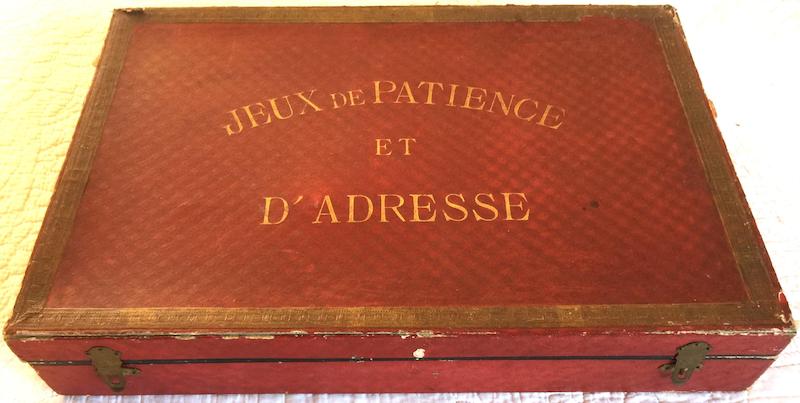 JEUX DE PATIENCE
ET
D'ADRESSE